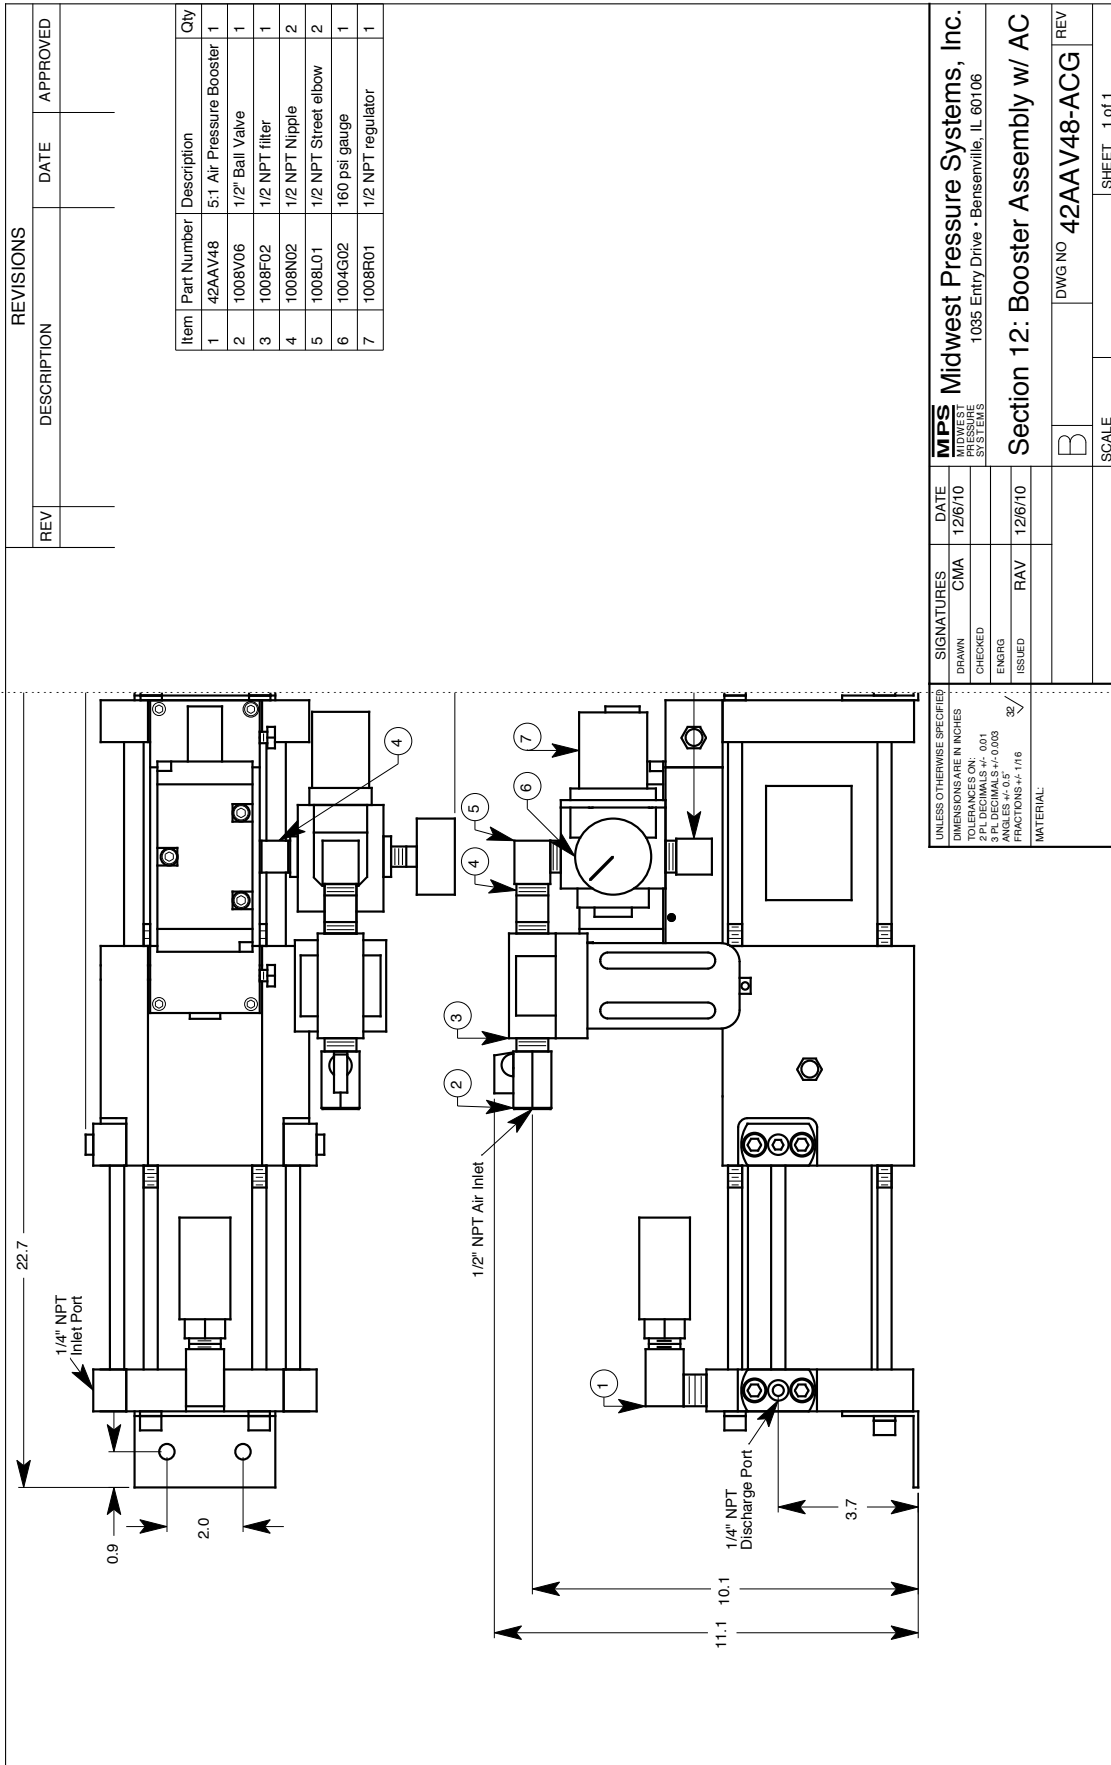 REVISIONS
REV DESCRIPTION DATE APPROVED
Item Part Number Description Qty
1 42AAV48 5:1 Air Pressure Booster 1
2 1008V06 1/2" Ball Valve 1
3 1008F02 1/2 NPT filter 1
4 1008N02 1/2 NPT Nipple 2
5 1008L01 1/2 NPT Street elbow 2
6 1004G02 160 psi gauge 1
7 1008R01 1/2 NPT regulator 1
22.7
1/4" NPT
Inlet Port
0.9
2.0
4
1/2" NPT Air Inlet
2
3
4
5
6
7
1
1/4" NPT
Discharge Port
3.7
10.1
11.1
UNLESS OTHERWISE SPECIFIED
DIMENSIONS ARE IN INCHES
TOLERANCES ON:
2 PL DECIMALS +/- 0.01
3 PL DECIMALS +/- 0.003
ANGLES +/- 0.5°
FRACTIONS +/- 1/16
32
MATERIAL:
SIGNATURES DATE
DRAWN CMA 12/6/10
CHECKED
ENGRG
ISSUED RAV 12/6/10
MPS
MIDWEST
PRESSURE
SYSTEMS
Midwest Pressure Systems, Inc.
1035 Entry Drive • Bensenville, IL 60106
Section 12: Booster Assembly w/ AC
B DWG NO 42AAV48-ACG REV
SCALE SHEET 1 of 1